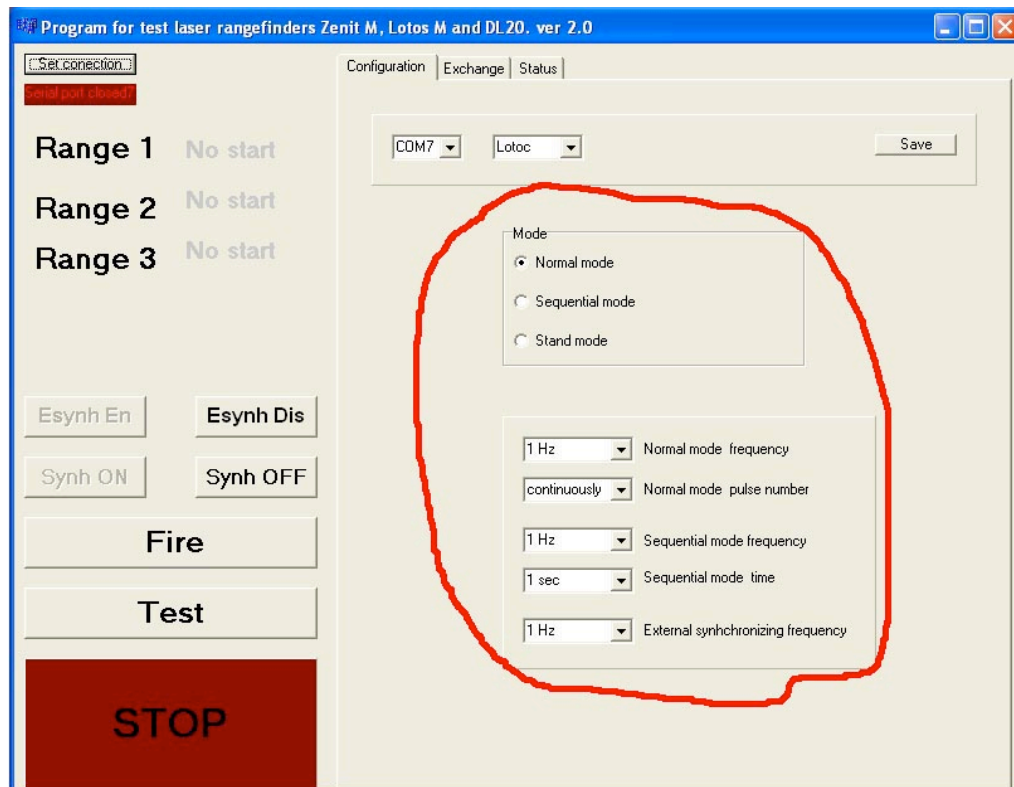 Program for test laser rangefinders Zenit M, Lotos M and DL20. ver 2.0
Set conection
Serial port closed7
Configuration Exchange Status
COM7 Lotoc Save
Range 1 No start
Range 2 No start
Range 3 No start
Mode
Normal mode
Sequential mode
Stand mode
Esynh En Esynh Dis
Synh ON Synh OFF
Fire
Test
STOP
1 Hz Normal mode frequency
continuously Normal mode pulse number
1 Hz Sequential mode frequency
1 sec Sequential mode time
1 Hz External synhchronizing frequency